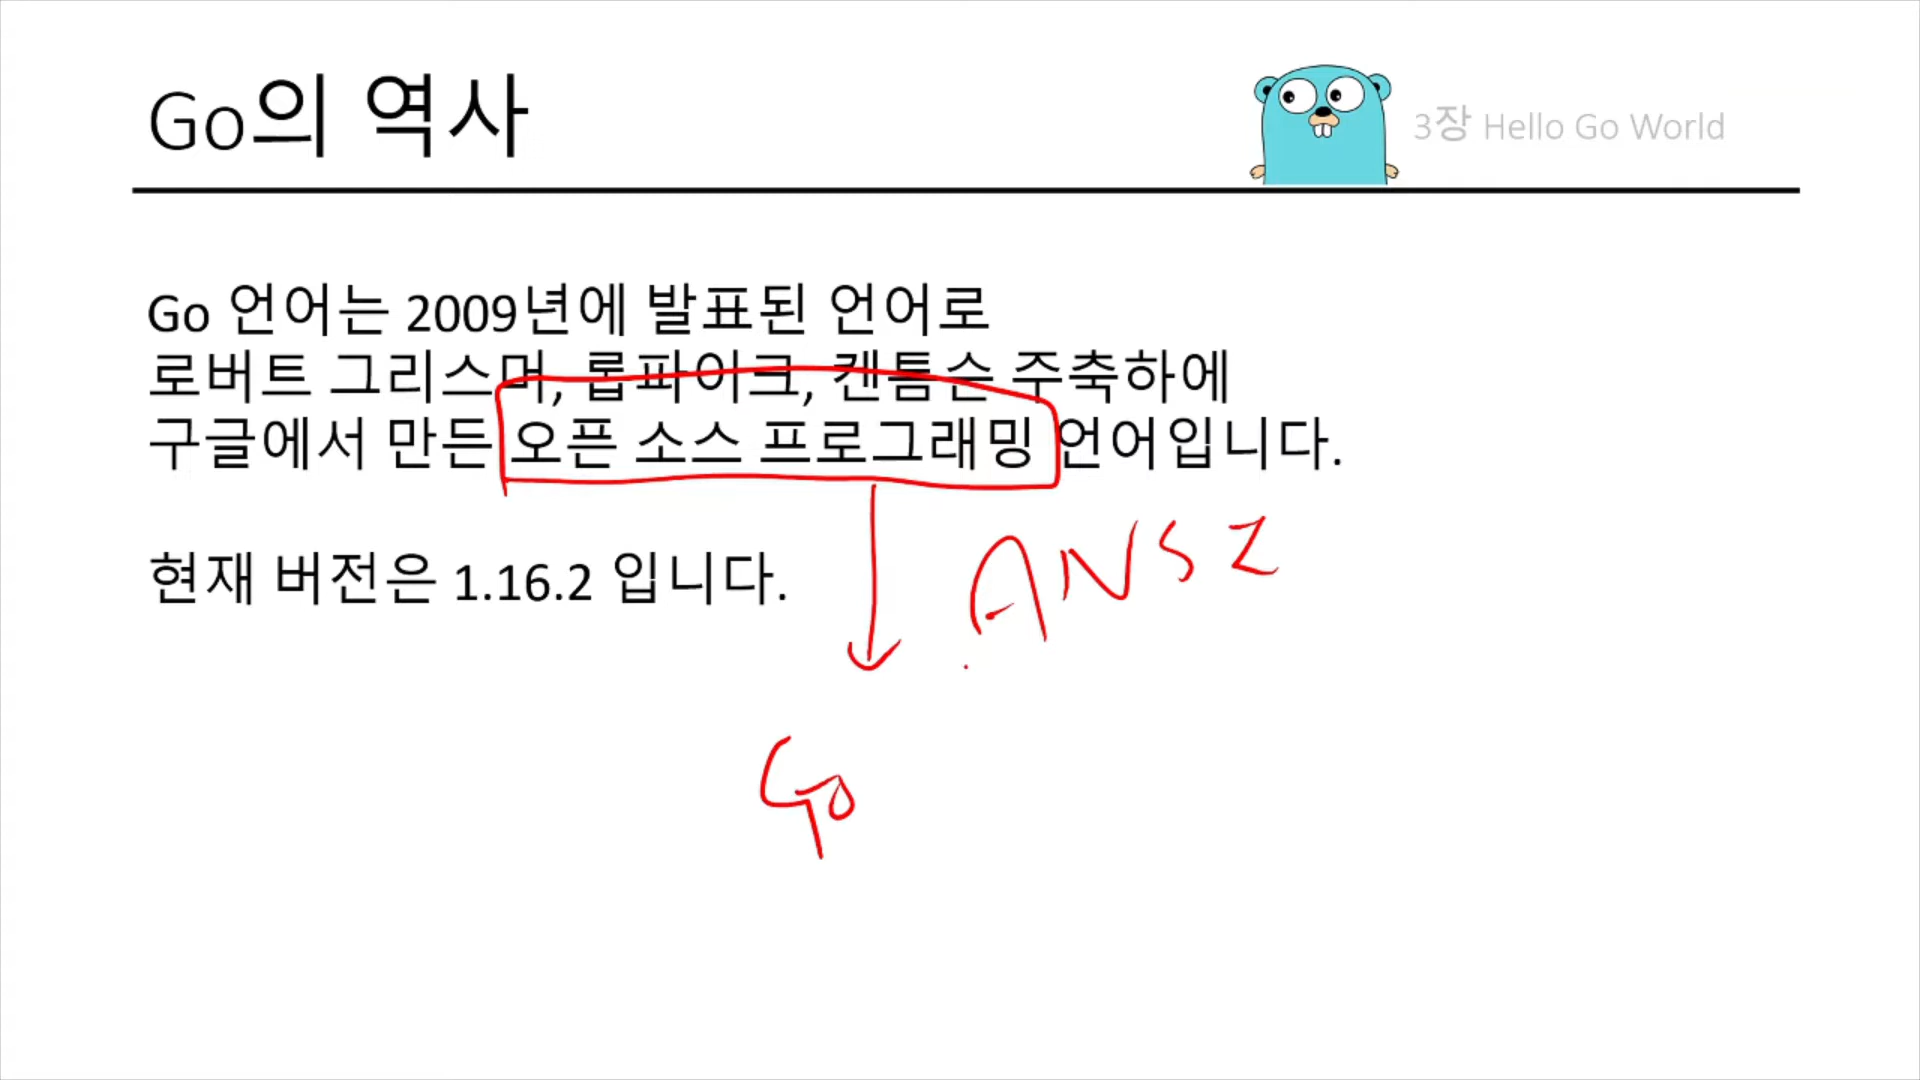 Go의 역사
3장 Hello Go World
Go 언어는 2009년에 발표된 언어로
로버트 그리스머, 롭파이크, 캔톰슨 주축하에
구글에서 만든 오픈 소스 프로그래밍 언어입니다.
현재 버전은 1.16.2 입니다.
ANSI
Go